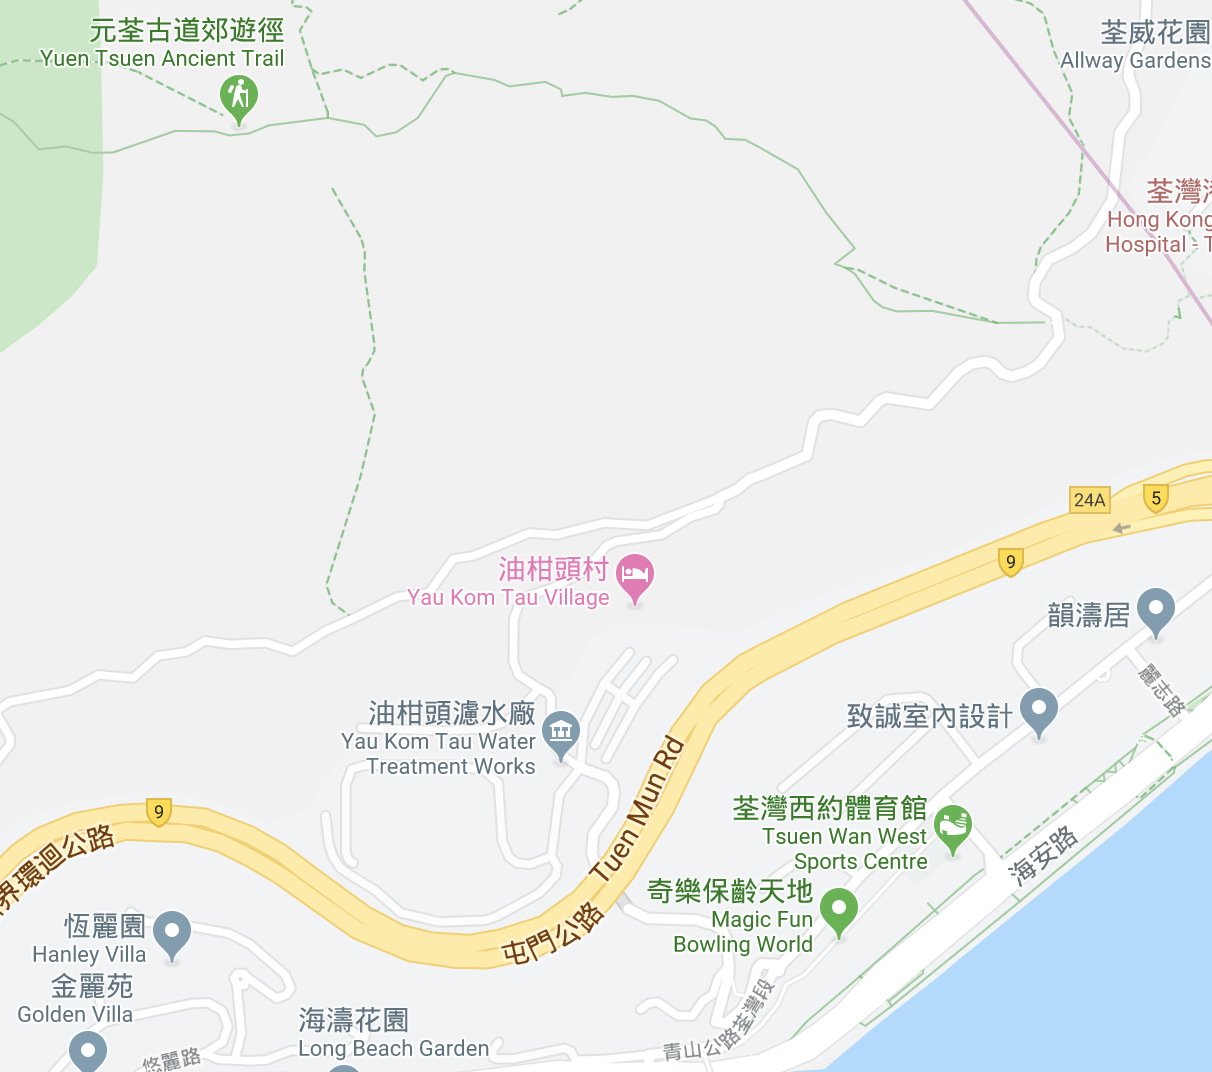 元荃古道郊遊徑
Yuen Tsuen Ancient Trail
荃威花園
Allway Gardens
荃灣
Hong Kong
Hospital - T
24A
5
9
油柑頭村
Yau Kom Tau Village
韻濤居
麗志路
油柑頭濾水廠
Yau Kom Tau Water
Treatment Works
致誠室內設計
Tuen Mun Rd
9
界環迴公路
荃灣西約體育館
Tsuen Wan West
Sports Centre
海安路
奇樂保齡天地
Magic Fun
Bowling World
屯門公路
恆麗園
Hanley Villa
金麗苑
Golden Villa
海濤花園
Long Beach Garden
悠麗路
青山公路荃灣段